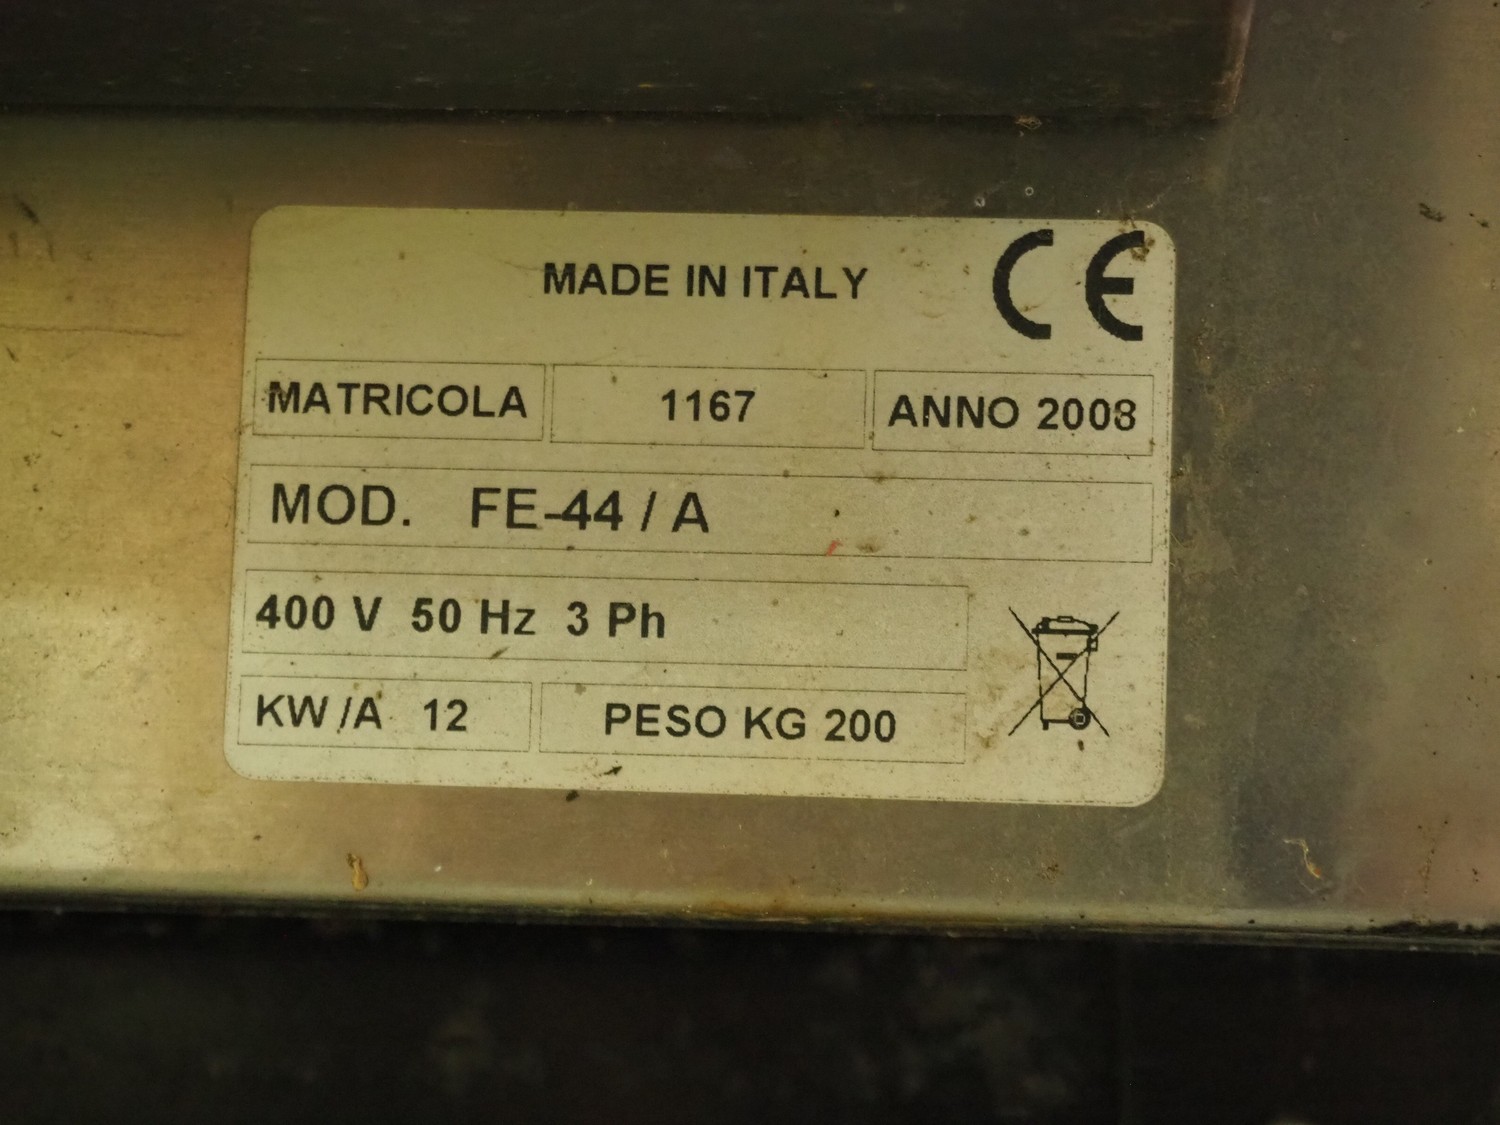 MADE IN ITALY CE
MATRICOLA 1167 ANNO 2008
MOD. FE-44 / A
400 V 50 Hz 3 Ph
KW /A 12 PESO KG 200